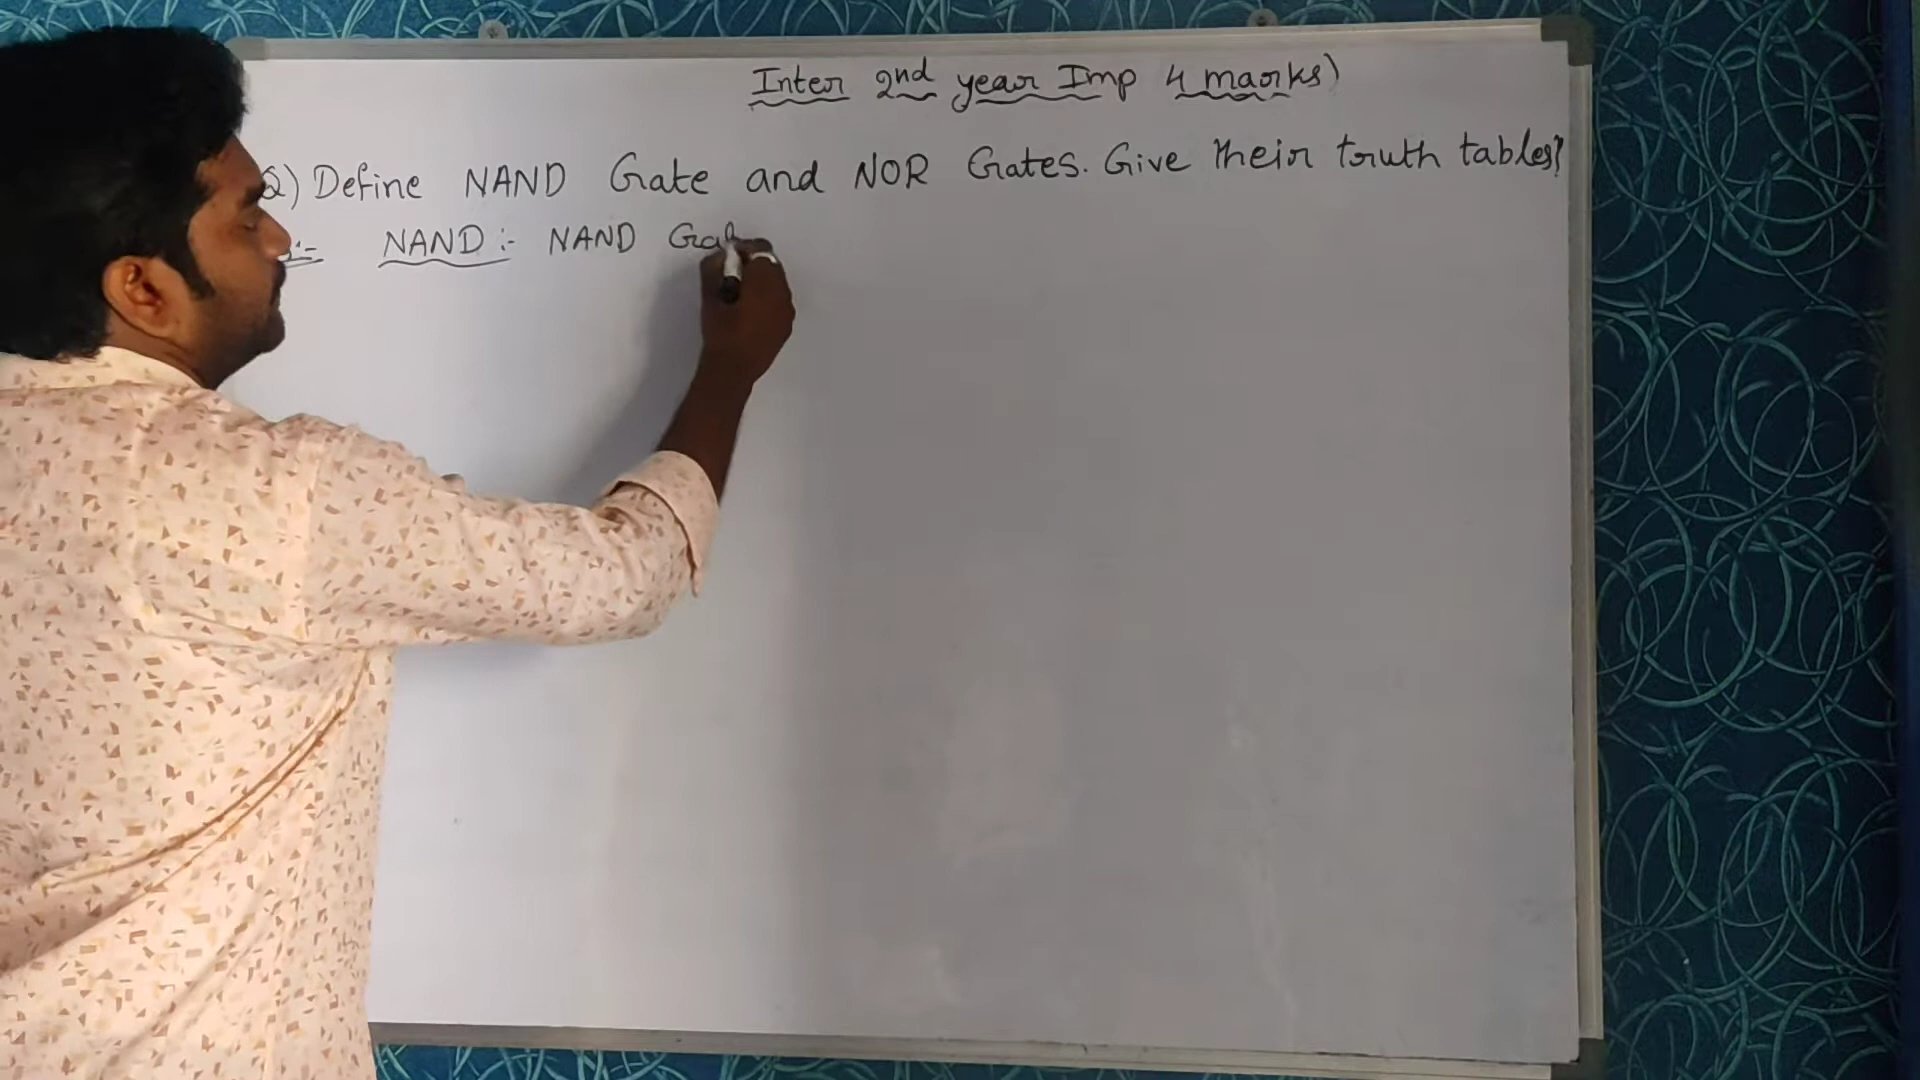 Inter 2nd year Imp 4 marks)
Q) Define NAND Gate and NOR Gates. Give their truth tables?
NAND :- NAND